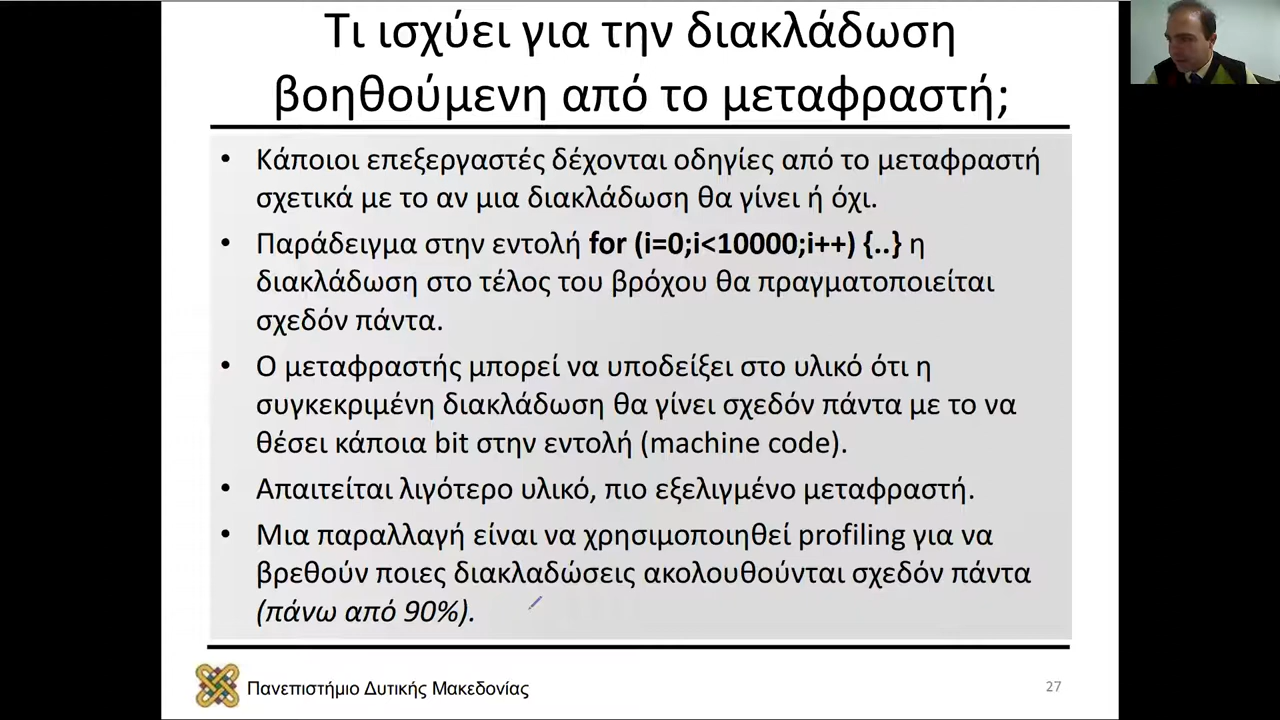 Τι ισχύει για την διακλάδωση
βοηθούμενη από το μεταφραστή;
• Κάποιοι επεξεργαστές δέχονται οδηγίες από το μεταφραστή
σχετικά με το αν μια διακλάδωση θα γίνει ή όχι.
• Παράδειγμα στην εντολή for (i=0;i<10000;i++) {..} η
διακλάδωση στο τέλος του βρόχου θα πραγματοποιείται
σχεδόν πάντα.
• Ο μεταφραστής μπορεί να υποδείξει στο υλικό ότι η
συγκεκριμένη διακλάδωση θα γίνει σχεδόν πάντα με το να
θέσει κάποια bit στην εντολή (machine code).
• Απαιτείται λιγότερο υλικό, πιο εξελιγμένο μεταφραστή.
• Μια παραλλαγή είναι να χρησιμοποιηθεί profiling για να
βρεθούν ποιες διακλαδώσεις ακολουθούνται σχεδόν πάντα
(πάνω από 90%).
Πανεπιστήμιο Δυτικής Μακεδονίας
27